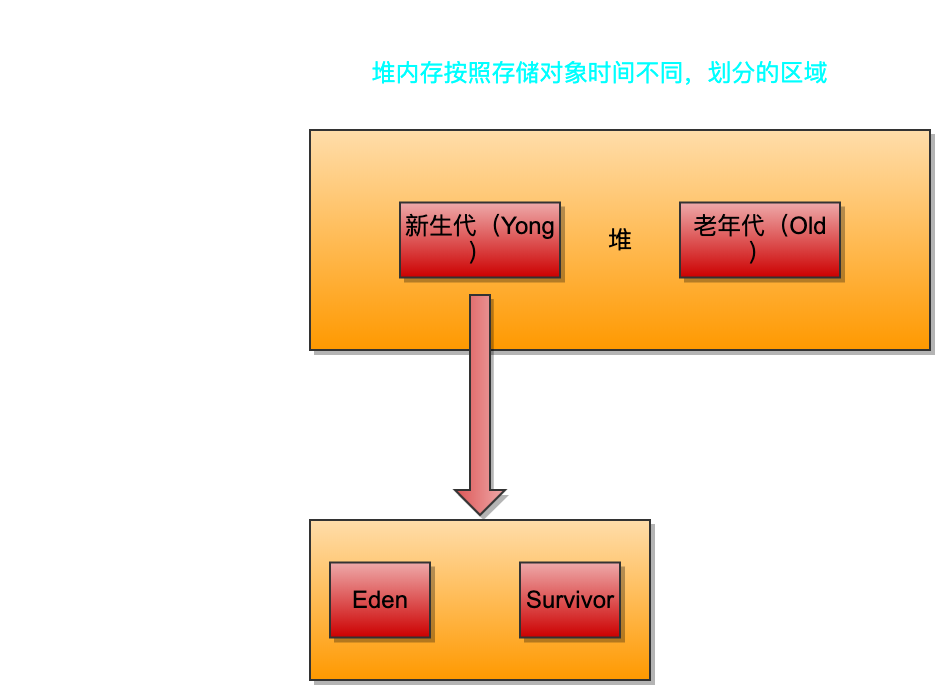 堆内存按照存储对象时间不同，划分的区域
新生代（Yong
）
堆
老年代（Old
）
Eden
Survivor